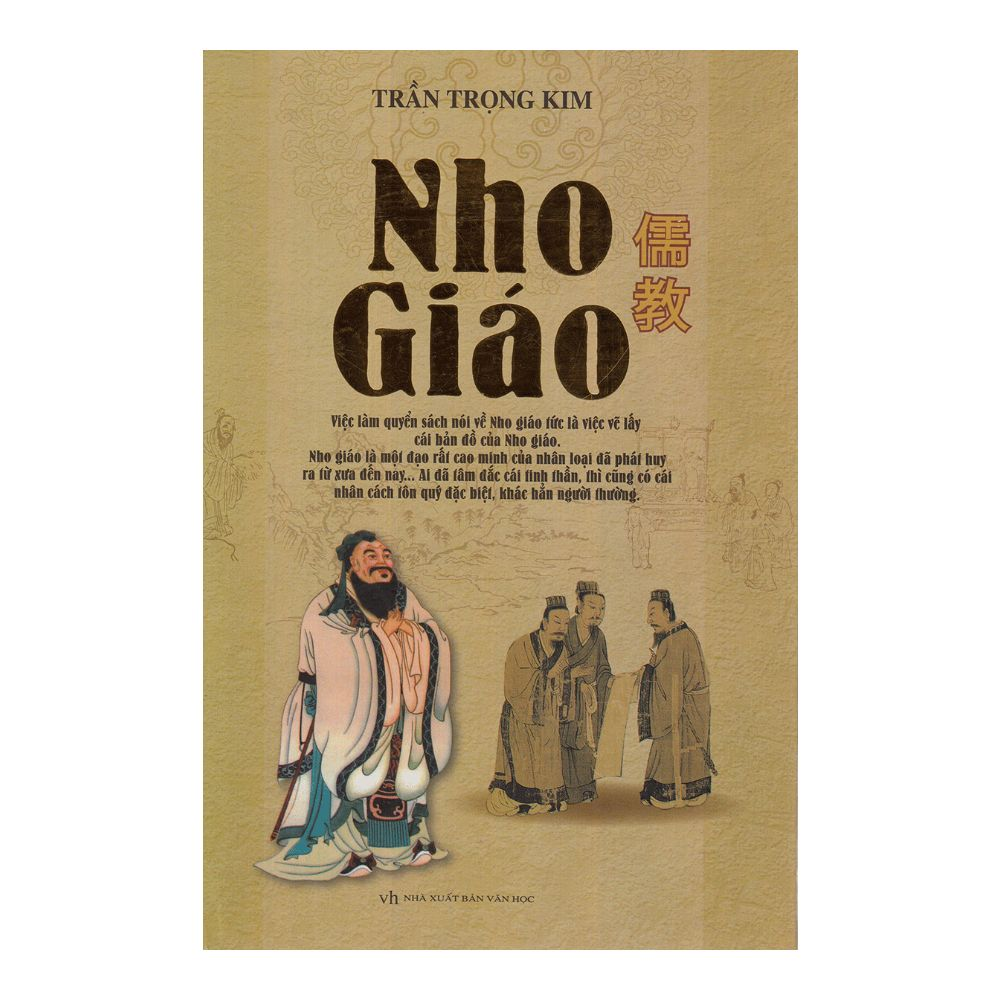 TRẦN TRỌNG KIM
Nho
Giáo
儒
教
Việc làm quyển sách nói về Nho giáo tức là việc vẽ lấy
cái bản đồ của Nho giáo.
Nho giáo là một đạo rất cao minh của nhân loại đã phát huy
ra từ xưa đến nay... Ai đã tâm đắc cái tinh thần, thì cũng có cái
nhân cách tôn quý đặc biệt, khác hẳn người thường.
vh NHÀ XUẤT BẢN VĂN HỌC